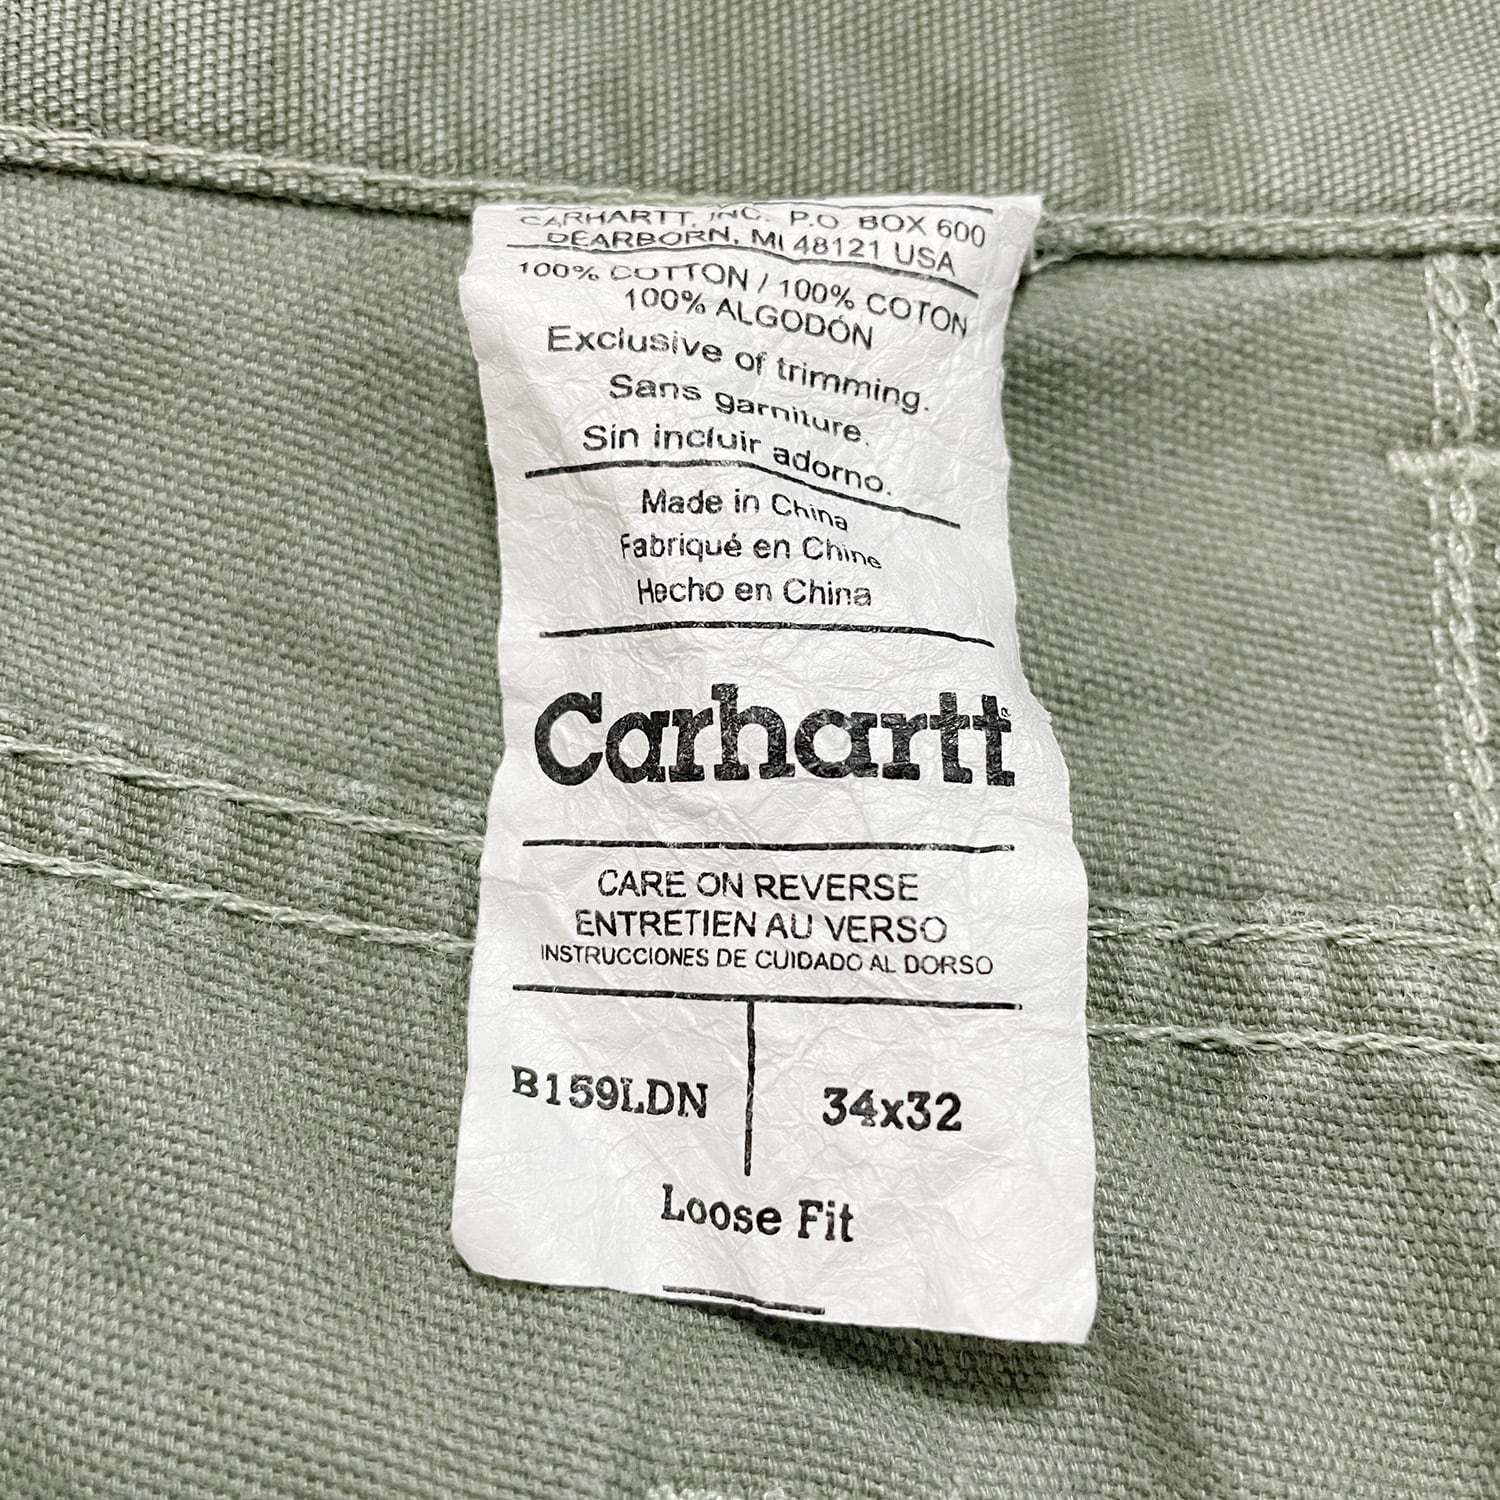 CARHARTT, INC. P.O. BOX 600
DEARBORN, MI 48121 USA
100% COTTON / 100% COTON
100% ALGODÓN
Exclusive of trimming.
Sans garniture.
Sin incluir adorno.
Made in China
Fabriqué en Chine
Hecho en China
Carhartt®
CARE ON REVERSE
ENTRETIEN AU VERSO
INSTRUCCIONES DE CUIDADO AL DORSO
B159LDN 34x32
Loose Fit